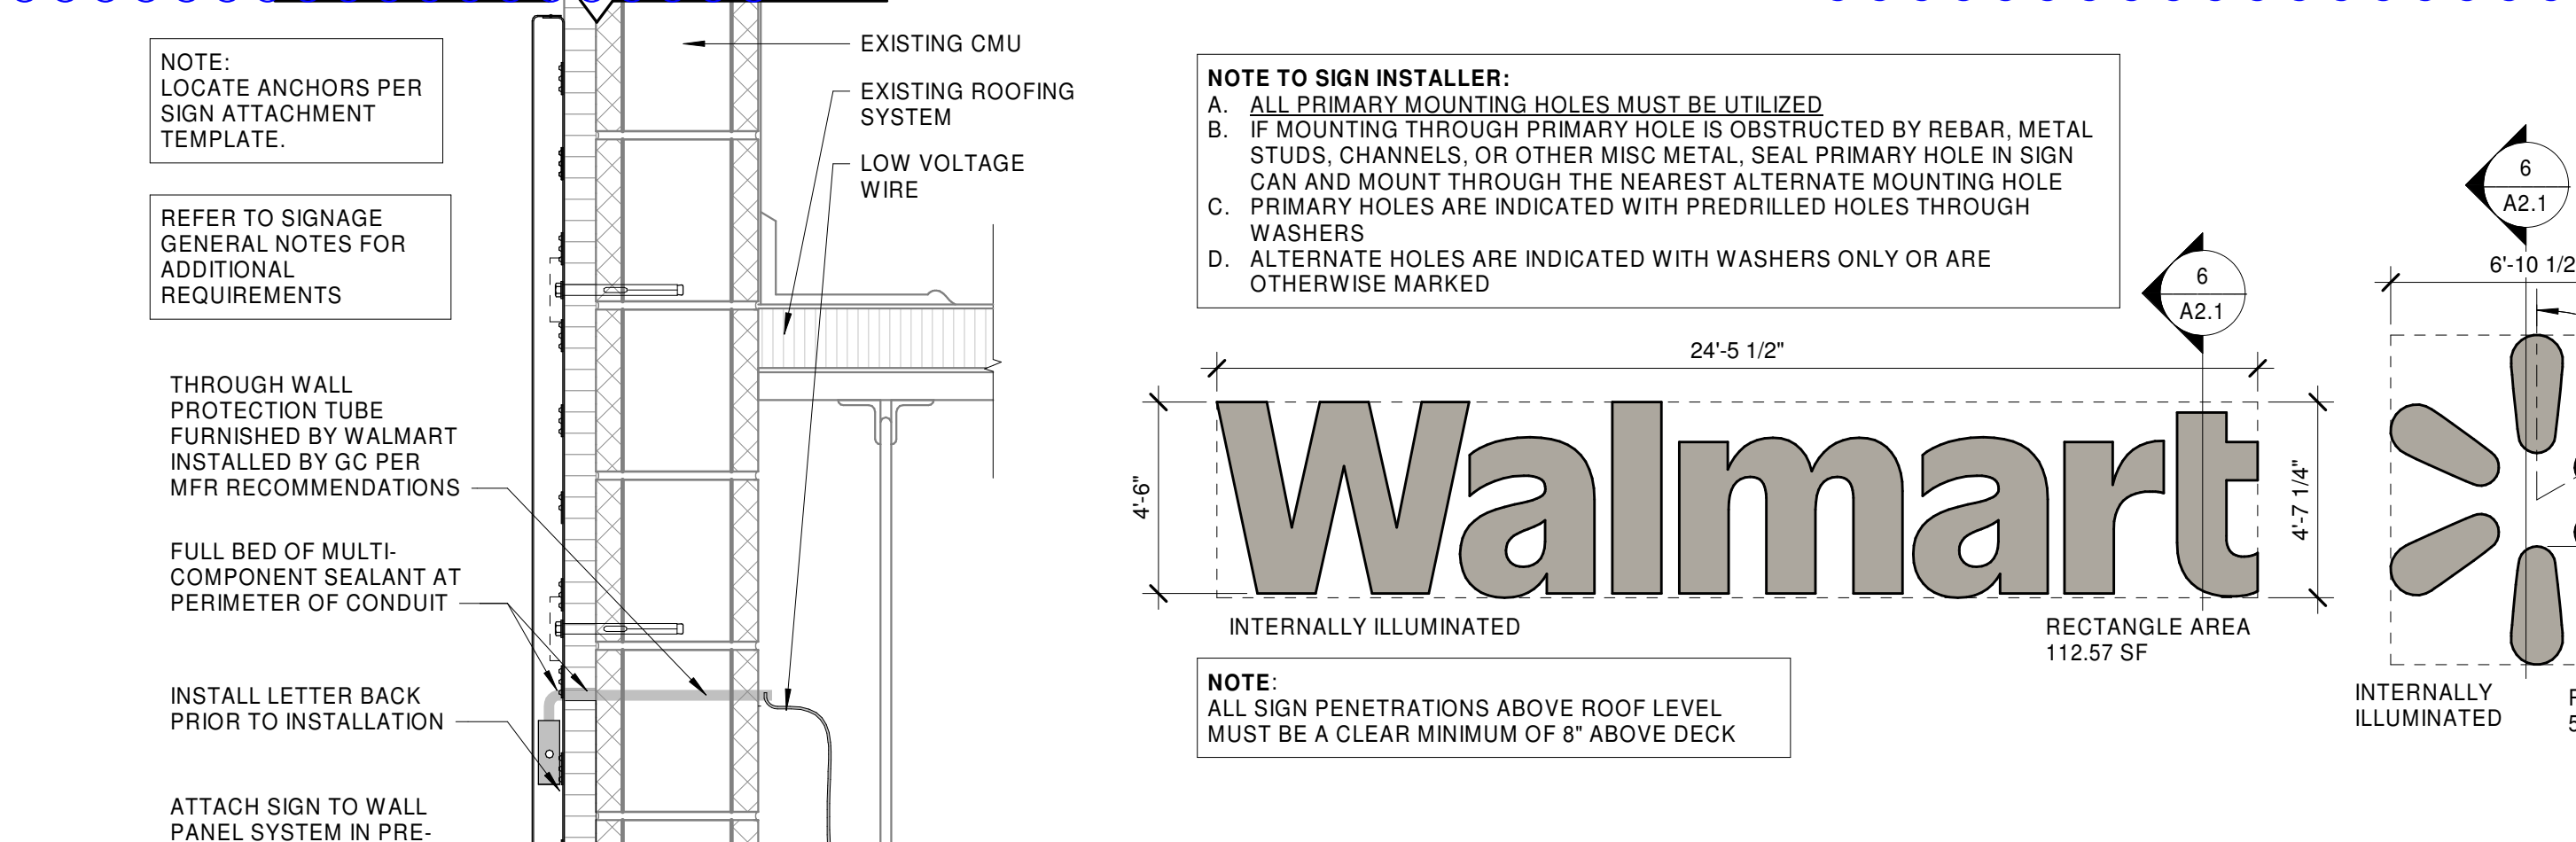 NOTE:
LOCATE ANCHORS PER
SIGN ATTACHMENT
TEMPLATE.
REFER TO SIGNAGE
GENERAL NOTES FOR
ADDITIONAL
REQUIREMENTS
THROUGH WALL
PROTECTION TUBE
FURNISHED BY WALMART
INSTALLED BY GC PER
MFR RECOMMENDATIONS
FULL BED OF MULTI-
COMPONENT SEALANT AT
PERIMETER OF CONDUIT
INSTALL LETTER BACK
PRIOR TO INSTALLATION
ATTACH SIGN TO WALL
PANEL SYSTEM IN PRE-
EXISTING CMU
EXISTING ROOFING
SYSTEM
LOW VOLTAGE
WIRE
NOTE TO SIGN INSTALLER:
A. ALL PRIMARY MOUNTING HOLES MUST BE UTILIZED
B. IF MOUNTING THROUGH PRIMARY HOLE IS OBSTRUCTED BY REBAR, METAL
STUDS, CHANNELS, OR OTHER MISC METAL, SEAL PRIMARY HOLE IN SIGN
CAN AND MOUNT THROUGH THE NEAREST ALTERNATE MOUNTING HOLE
C. PRIMARY HOLES ARE INDICATED WITH PREDRILLED HOLES THROUGH
WASHERS
D. ALTERNATE HOLES ARE INDICATED WITH WASHERS ONLY OR ARE
OTHERWISE MARKED
6
A2.1
24'-5 1/2"
4'-6"
Walmart
4'-7 1/4"
INTERNALLY ILLUMINATED
RECTANGLE AREA
112.57 SF
NOTE:
ALL SIGN PENETRATIONS ABOVE ROOF LEVEL
MUST BE A CLEAR MINIMUM OF 8" ABOVE DECK
6
A2.1
6'-10 1/2
INTERNALLY
ILLUMINATED